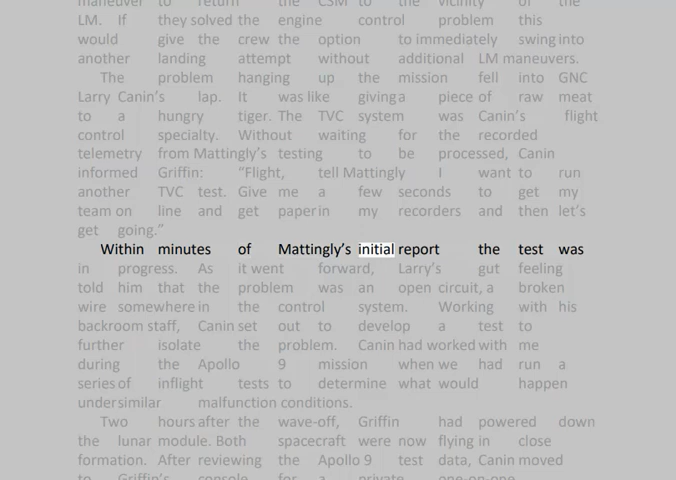 maneuver to return the CSM to the vicinity of the
LM. If they solved the engine control problem this
would give the crew the option to immediately swing into
another landing attempt without additional LM maneuvers.
The problem hanging up the mission fell into GNC
Larry Canin’s lap. It was like giving a piece of raw meat
to a hungry tiger. The TVC system was Canin’s flight
control specialty. Without waiting for the recorded
telemetry from Mattingly’s testing to be processed, Canin
informed Griffin: “Flight, tell Mattingly I want to run
another TVC test. Give me a few seconds to get my
team on line and get paper in my recorders and then let’s
get going.”
Within minutes of Mattingly’s initial report the test was
in progress. As it went forward, Larry’s gut feeling
told him that the problem was an open circuit, a broken
wire somewhere in the control system. Working with his
backroom staff, Canin set out to develop a test to
further isolate the problem. Canin had worked with me
during the Apollo 9 mission when we had run a
series of inflight tests to determine what would happen
under similar malfunction conditions.
Two hours after the wave-off, Griffin had powered down
the lunar module. Both spacecraft were now flying in close
formation. After reviewing the Apollo 9 test data, Canin moved
to Griffin’s console for a private one-on-one